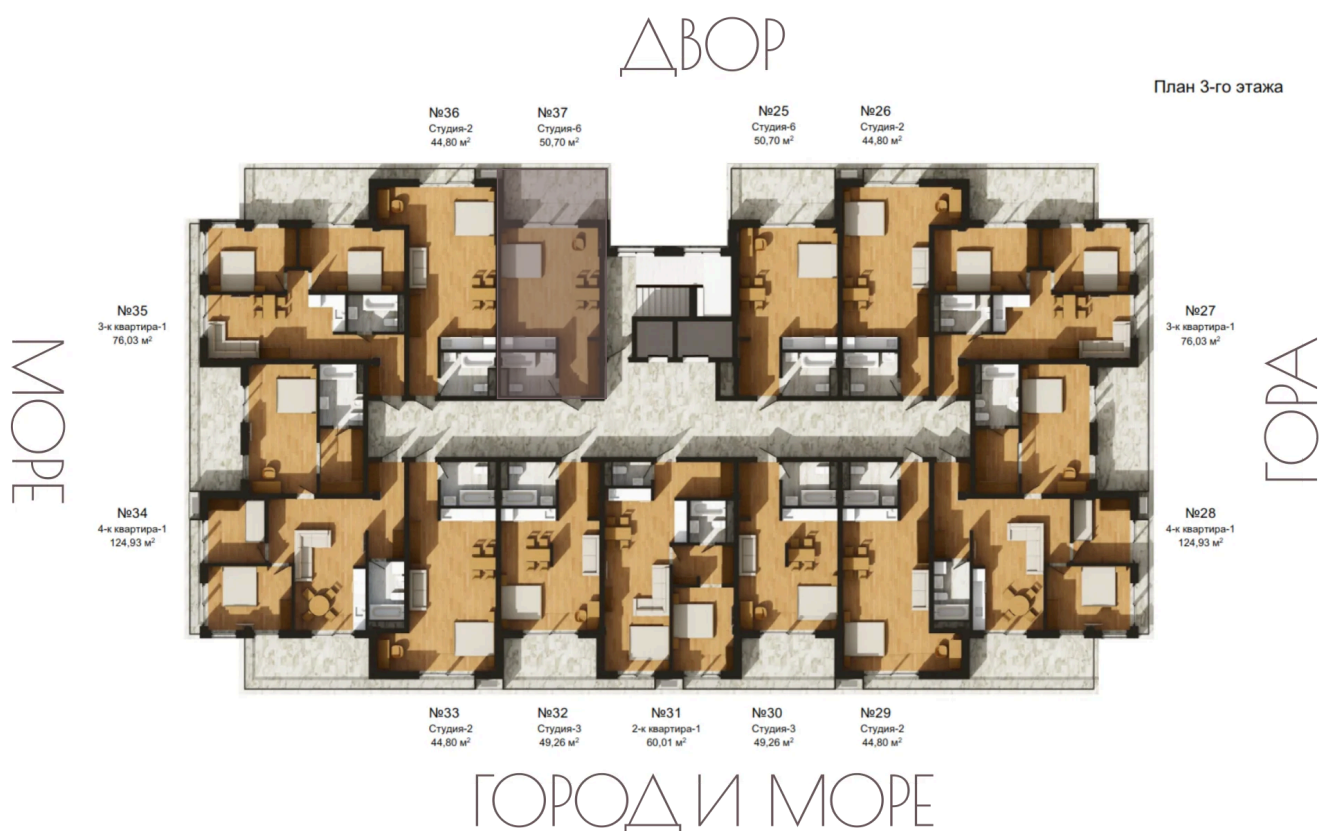 ДВОР
План 3-го этажа
№36
Студия-2
44,80 м²
№37
Студия-6
50,70 м²
№25
Студия-6
50,70 м²
№26
Студия-2
44,80 м²
№35
3-к квартира-1
76,03 м²
№27
3-к квартира-1
76,03 м²
МОРЕ
ГОРА
№34
4-к квартира-1
124,93 м²
№28
4-к квартира-1
124,93 м²
№33
Студия-2
44,80 м²
№32
Студия-3
49,26 м²
№31
2-к квартира-1
60,01 м²
№30
Студия-3
49,26 м²
№29
Студия-2
44,80 м²
ГОРОД И МОРЕ